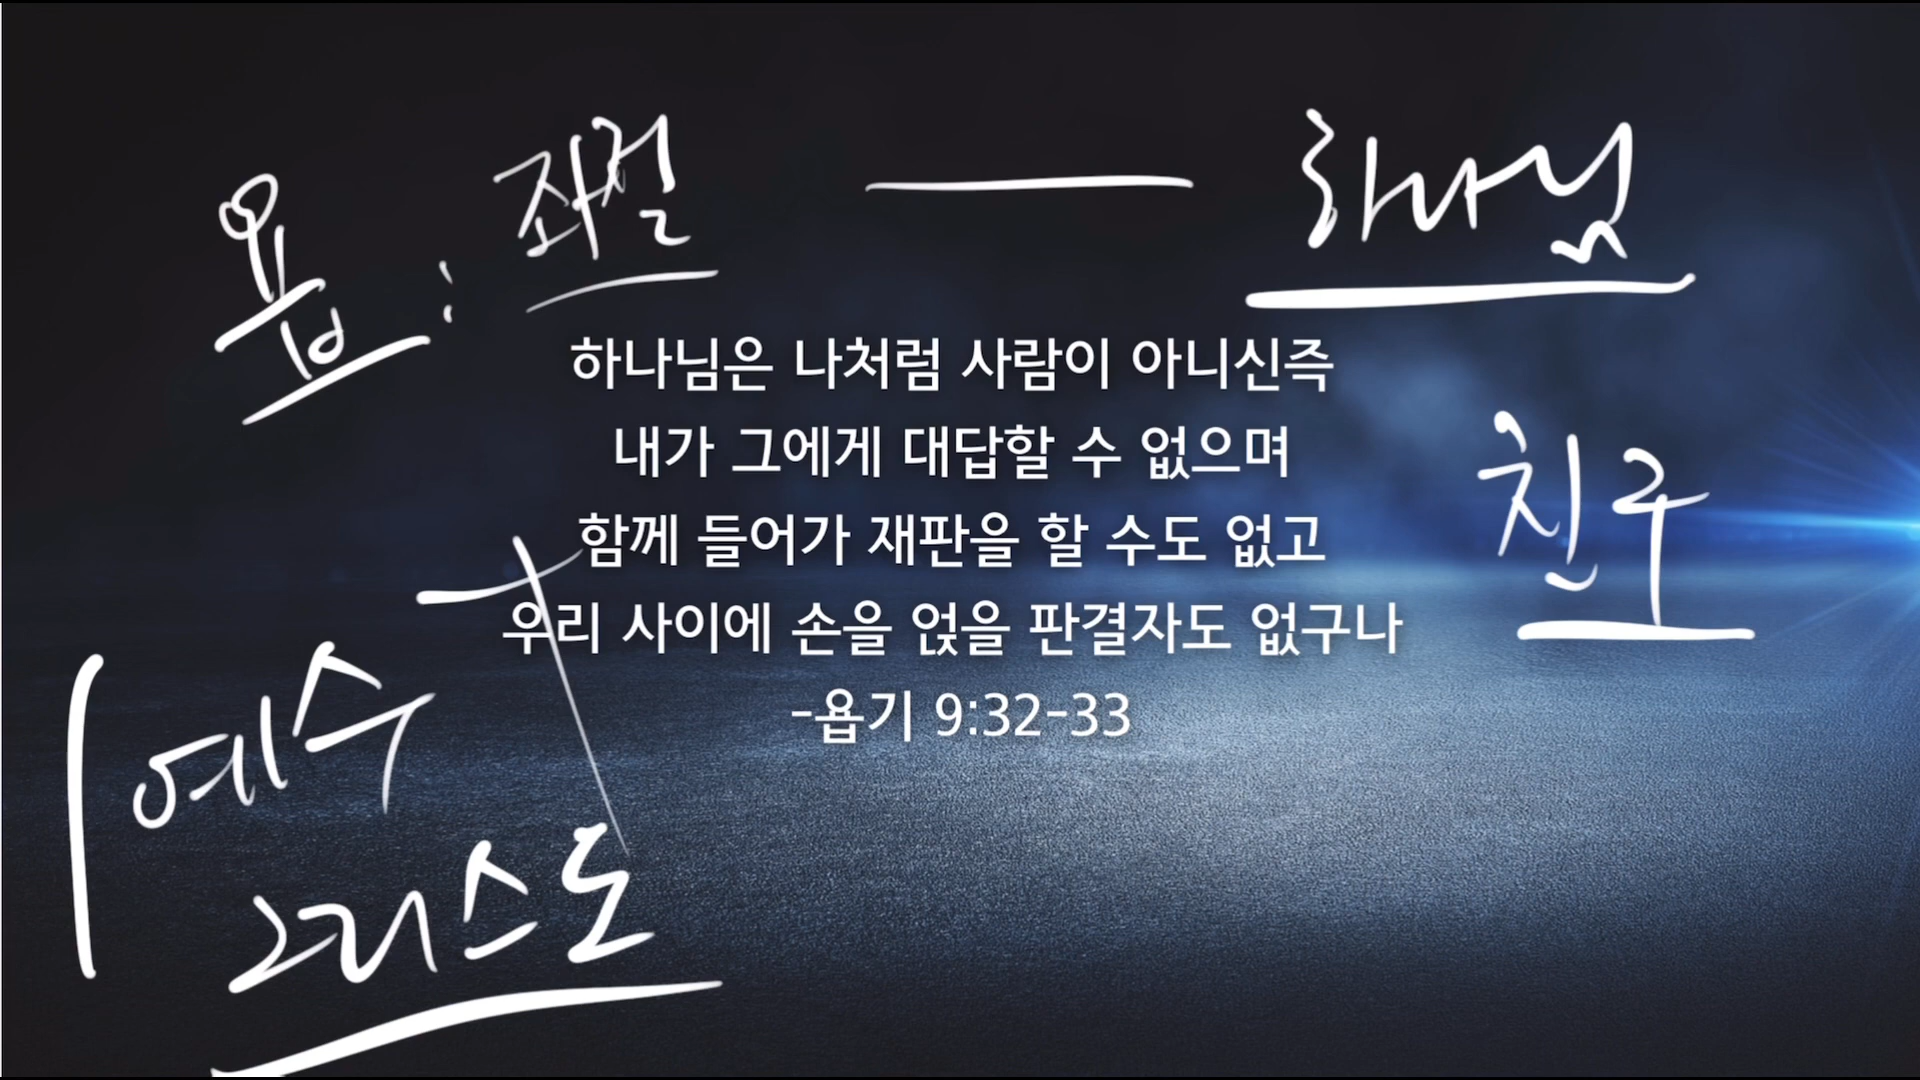 욥 : 좌절 — 하나님
하나님은 나처럼 사람이 아니신즉
내가 그에게 대답할 수 없으며
함께 들어가 재판을 할 수도 없고
우리 사이에 손을 얹을 판결자도 없구나
-욥기 9:32-33
친구
예수
그리스도